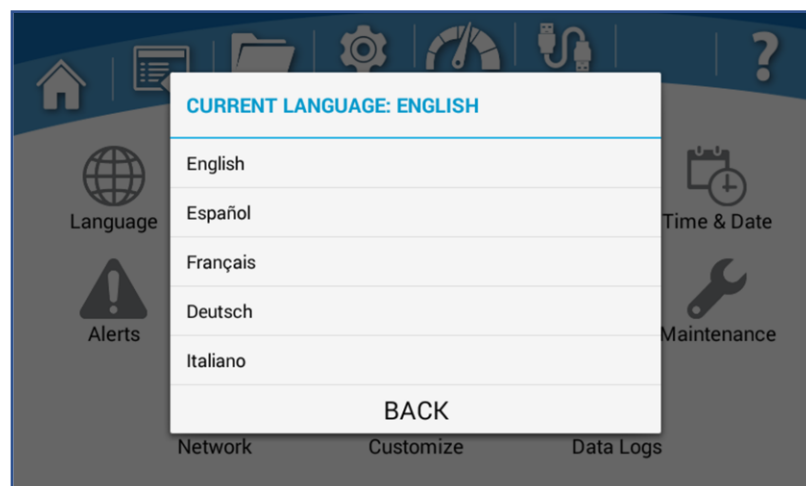 CURRENT LANGUAGE: ENGLISH
English
Español
Français
Deutsch
Italiano
BACK
Language
Time & Date
Alerts
Maintenance
Network
Customize
Data Logs
?